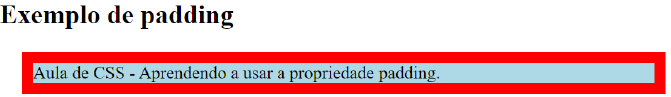 Exemplo de padding
Aula de CSS - Aprendendo a usar a propriedade padding.